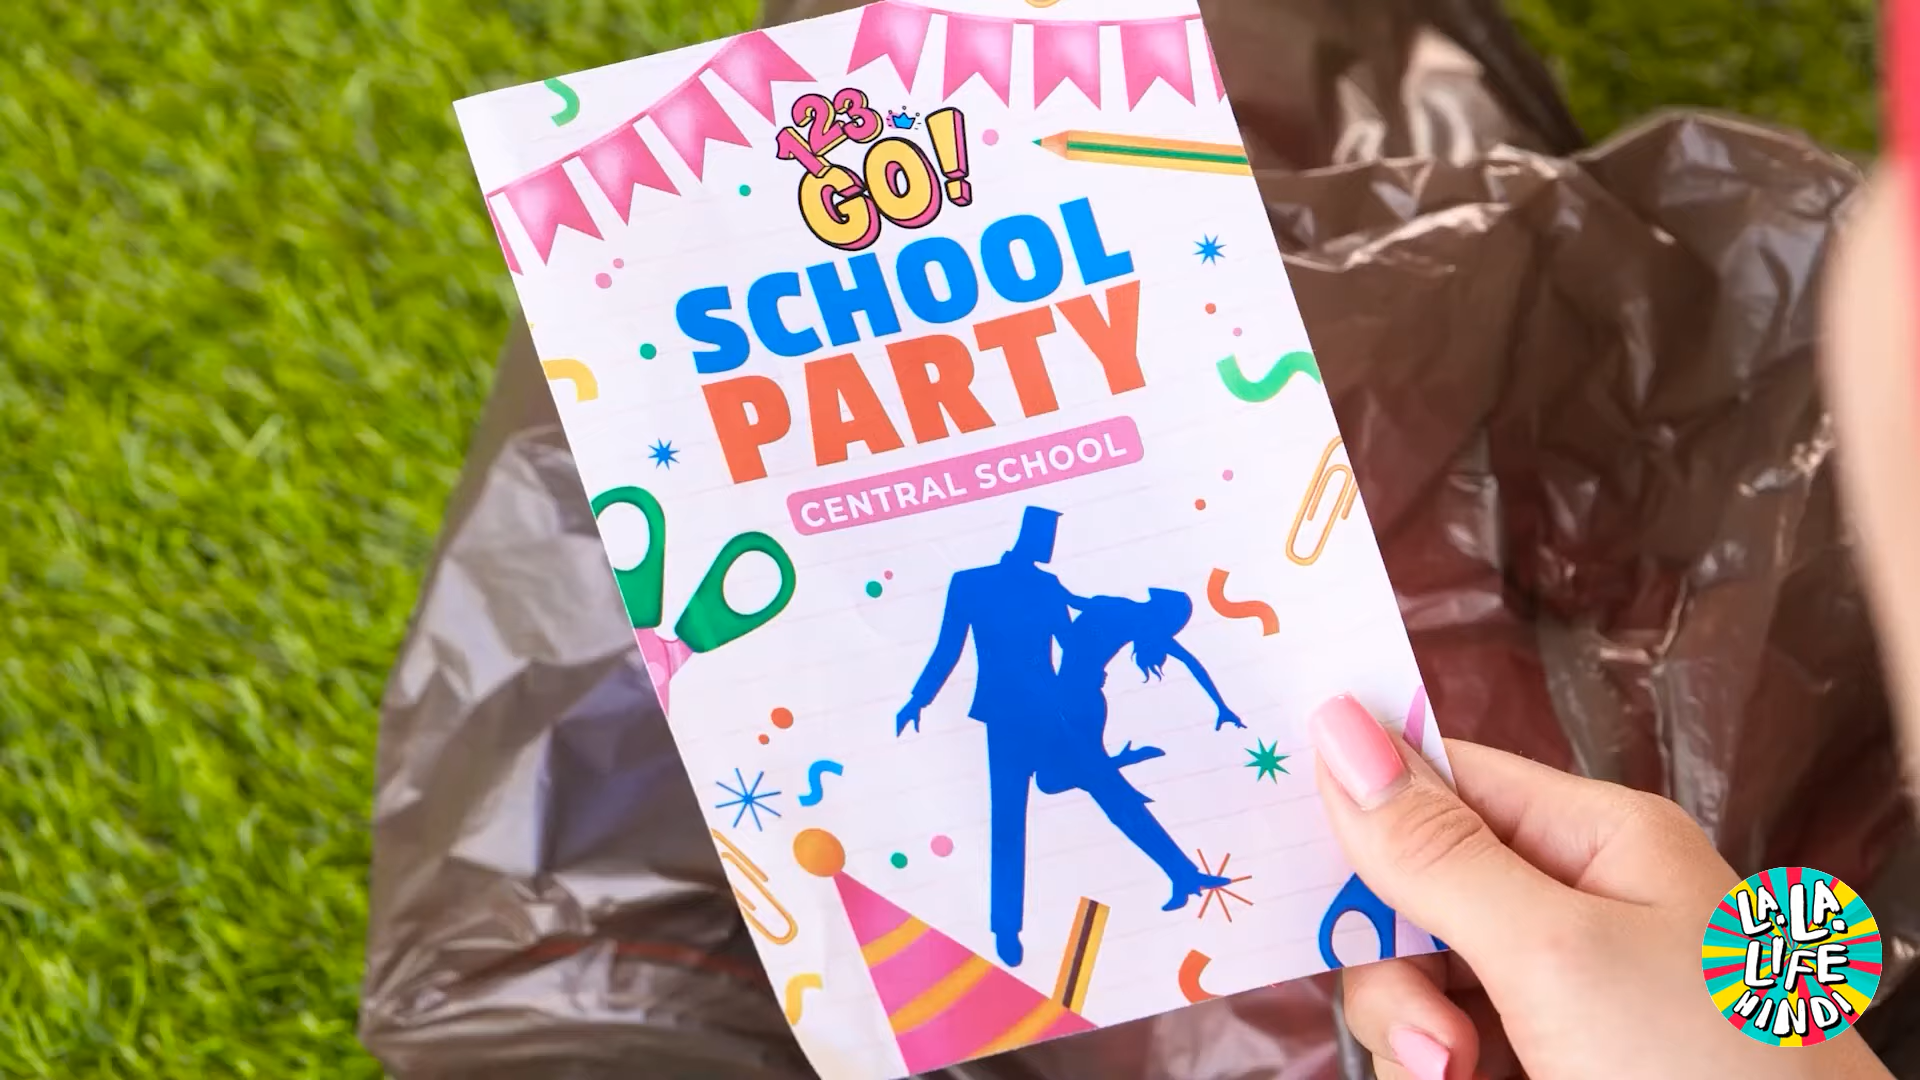 123
GO!
SCHOOL
PARTY
CENTRAL SCHOOL
LA LA
LIFE
HINDI